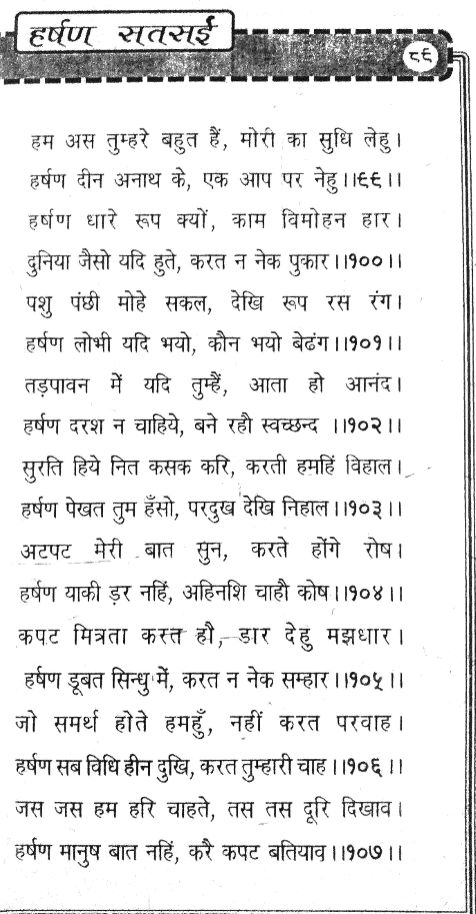 हर्षण सतसई
८९
हम अस तुम्हरे बहुत हैं, मोरी का सुधि लेहु।
हर्षण दीन अनाथ के, एक आप पर नेहु।।९९।।
हर्षण धारे रूप क्यों, काम विमोहन हार।
दुनिया जैसो यदि हुते, करत न नेक पुकार।।१००।।
पशु पंछी मोहे सकल, देखि रूप रस रंग।
हर्षण लोभी यदि भयो, कौन भयो बेढंग।।१०१।।
तड़पावन में यदि तुम्हैं, आता हो आनंद।
हर्षण दरश न चाहिये, बने रहौ स्वच्छन्द ।।१०२।।
सुरति हिये नित कसक करि, करती हमहिं विहाल।
हर्षण पेखत तुम हँसो, परदुख देखि निहाल।।१०३।।
अटपट मेरी बात सुन, करते होंगे रोष।
हर्षण याकी ड़र नहिं, अहिनशि चाहौ कोष।।१०४।।
कपट मित्रता कस्त हौ, डार देहु मझधार।
हर्षण डूबत सिन्धु में, करत न नेक सम्हार।।१०५।।
जो समर्थ होते हमहुँ, नहीं करत परवाह।
हर्षण सब विधि हीन दुखि, करत तुम्हारी चाह।।१०६।।
जस जस हम हरि चाहते, तस तस दूरि दिखाव।
हर्षण मानुष बात नहिं, करै कपट बतियाव।।१०७।।